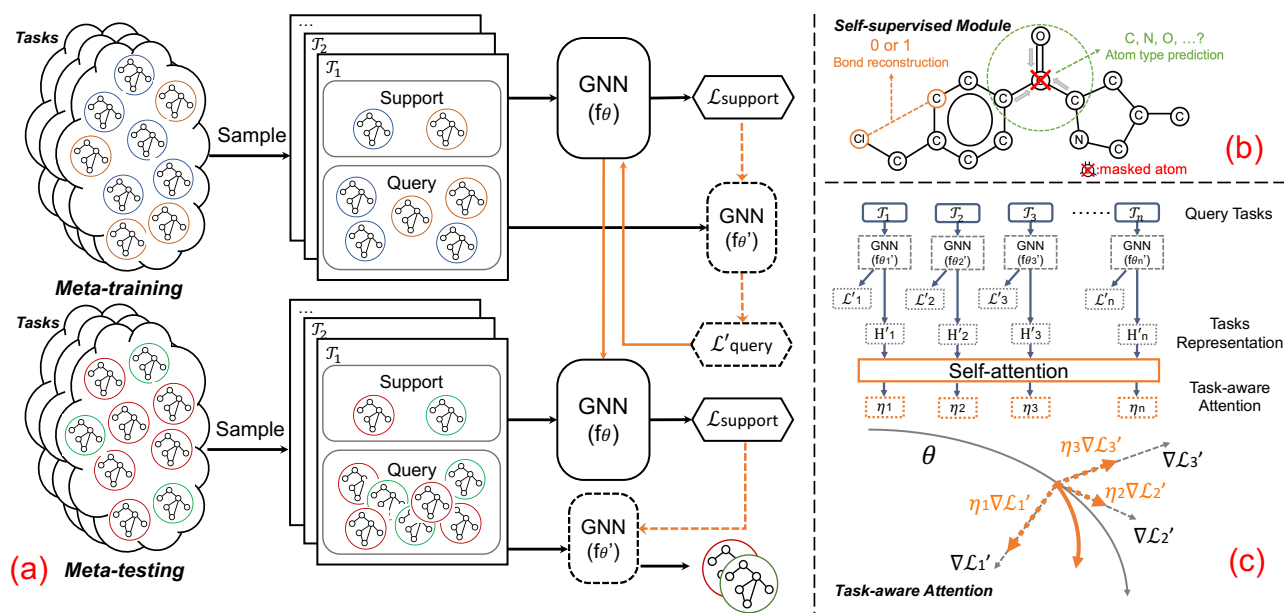 Tasks
Meta-training
Sample
...
𝒯2
𝒯1
Support
Query
GNN
(fθ)
ℒsupport
GNN
(fθ')
ℒ'query
Tasks
Meta-testing
Sample
...
𝒯2
𝒯1
Support
Query
GNN
(fθ)
ℒsupport
GNN
(fθ')
(a)
Self-supervised Module
0 or 1
Bond reconstruction
C, N, O, ...?
Atom type prediction
O
C
C
C
C
C
C
C
C
Cl
C
C
C
C
N
C
:masked atom
(b)
𝒯1 𝒯2 𝒯3 ...... 𝒯n
Query Tasks
GNN GNN GNN GNN
(fθ1') (fθ2') (fθ3') (fθn')
ℒ'1 ℒ'2 ℒ'3 ℒ'n
H'1 H'2 H'3 H'n
Tasks
Representation
Self-attention
Task-aware
Attention
η1 η2 η3 ηn
θ
η3∇ℒ3'
∇ℒ3'
η1∇ℒ1'
η2∇ℒ2'
∇ℒ2'
∇ℒ1'
Task-aware Attention
(c)